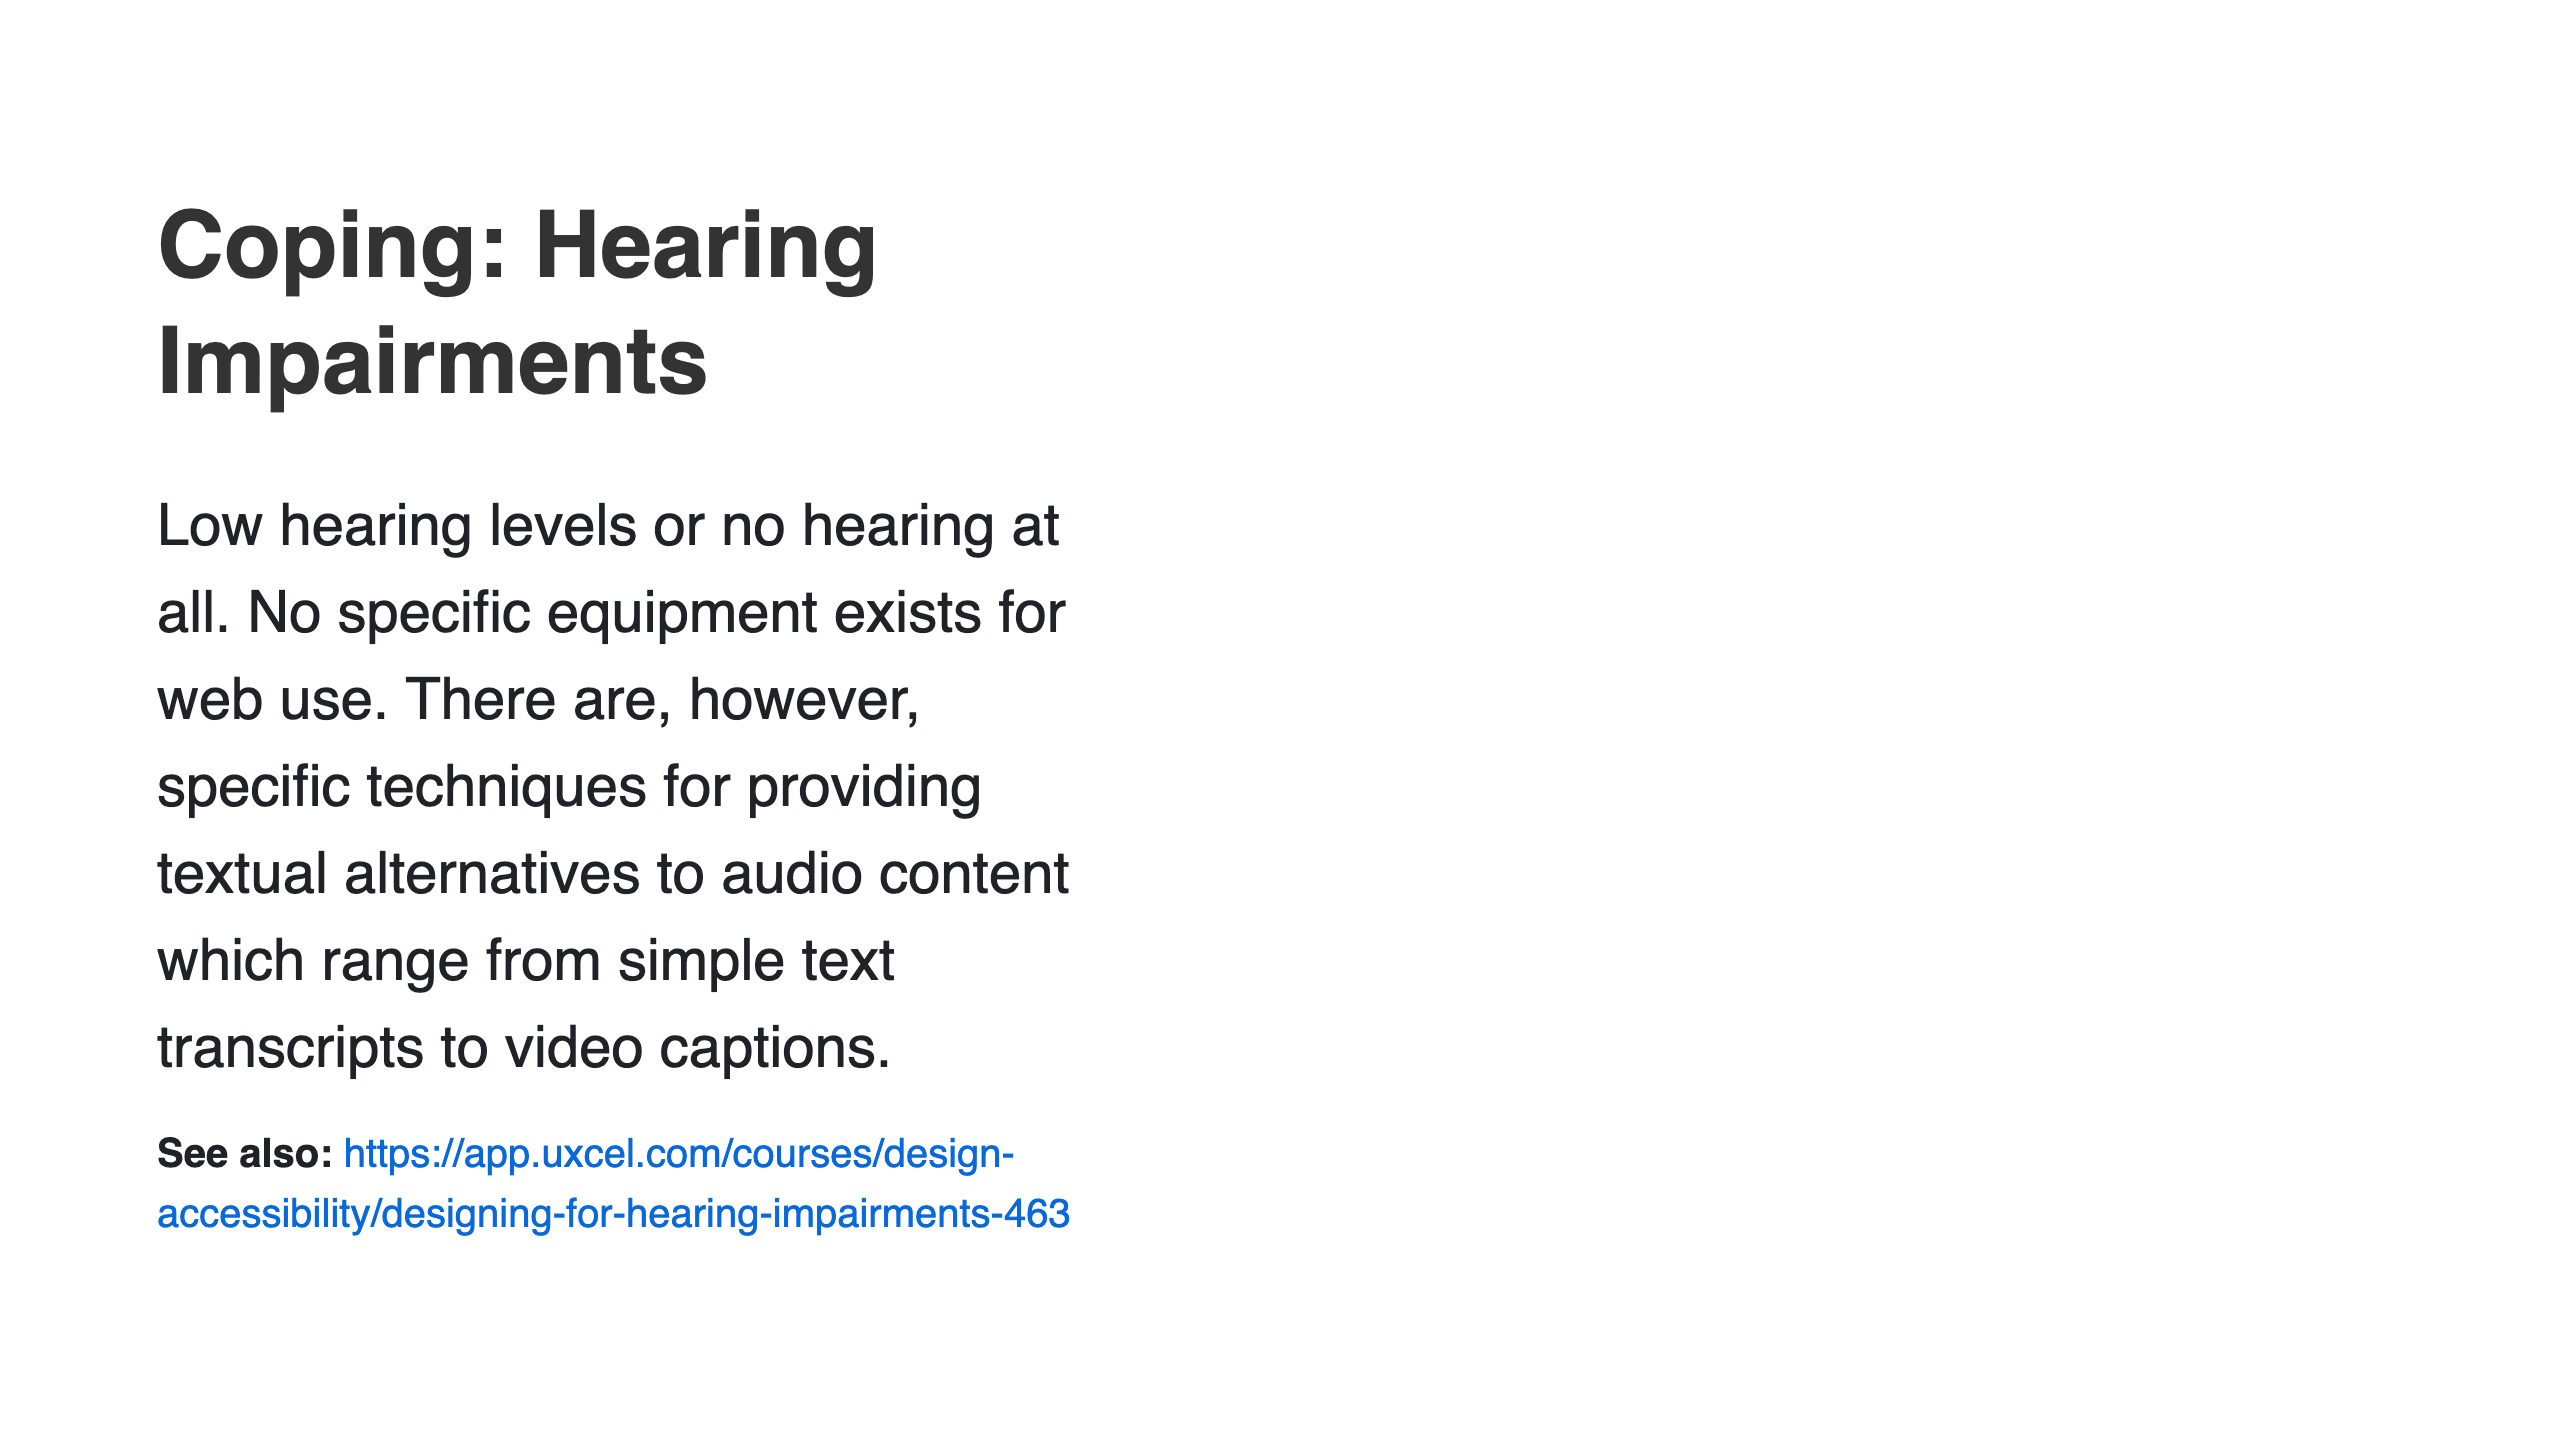 Coping: Hearing
Impairments
Low hearing levels or no hearing at
all. No specific equipment exists for
web use. There are, however,
specific techniques for providing
textual alternatives to audio content
which range from simple text
transcripts to video captions.
See also: https://app.uxcel.com/courses/design-
accessibility/designing-for-hearing-impairments-463